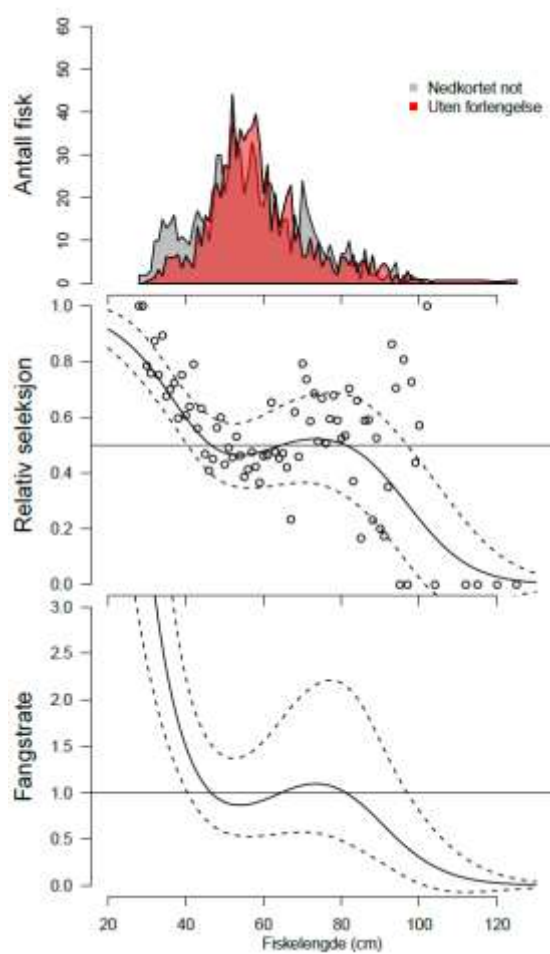 Antall fisk
60
50
40
30
20
10
0
Nedkortet not
Uten forlengelse
Relativ seleksjon
1.0
0.8
0.6
0.4
0.2
0.0
Fangstrate
3.0
2.5
2.0
1.5
1.0
0.5
0.0
20 40 60 80 100 120
Fiskelengde (cm)